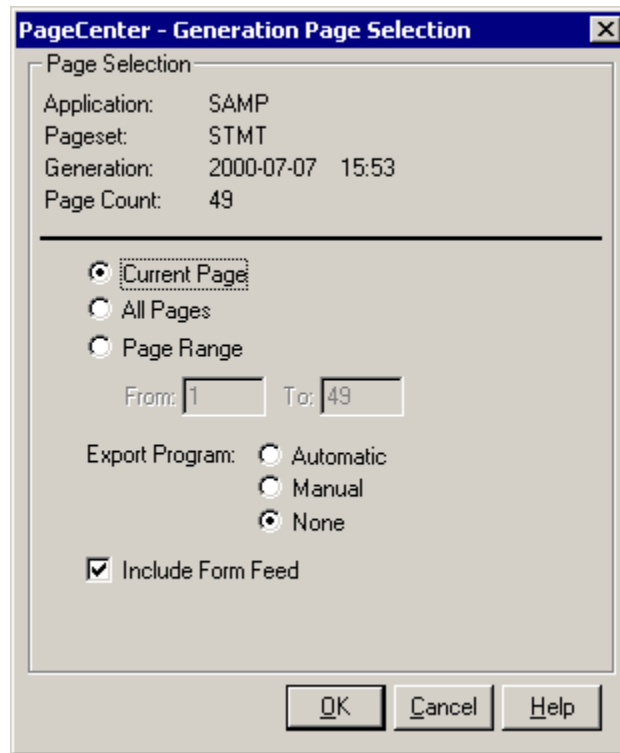 PageCenter - Generation Page Selection
Page Selection
Application: SAMP
Pageset: STMT
Generation: 2000-07-07 15:53
Page Count: 49
Current Page
All Pages
Page Range
From: 1 To: 49
Export Program: Automatic
Manual
None
Include Form Feed
OK Cancel Help